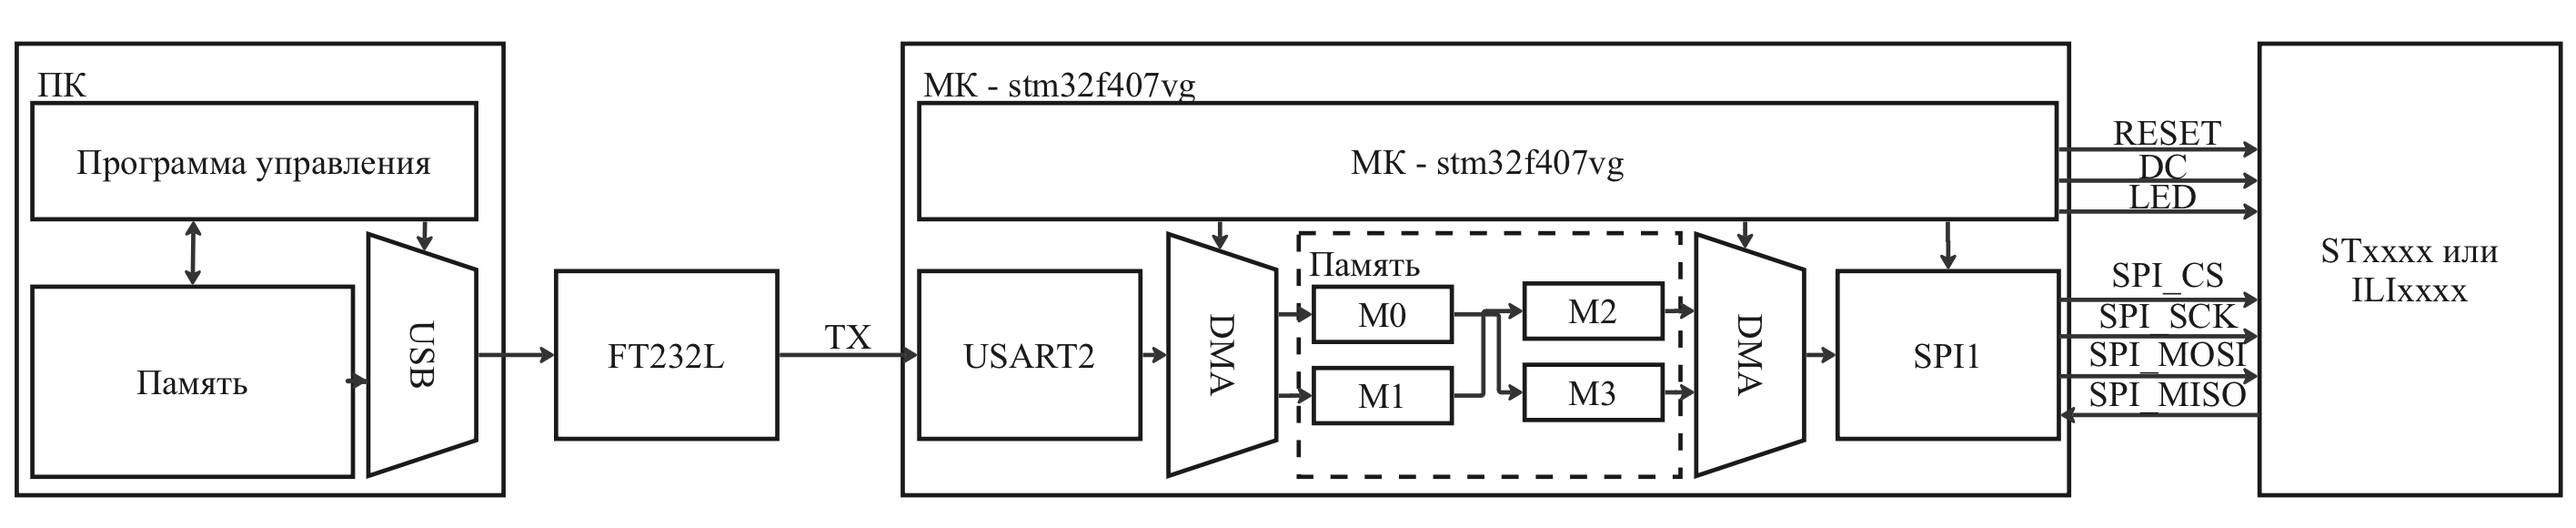 ПК
Программа управления
Память
USB
FT232L
TX
МК - stm32f407vg
МК - stm32f407vg
USART2
DMA
Память
M0
M1
M2
M3
DMA
SPI1
RESET
DC
LED
SPI_CS
SPI_SCK
SPI_MOSI
SPI_MISO
STxxxx или
ILIxxxx